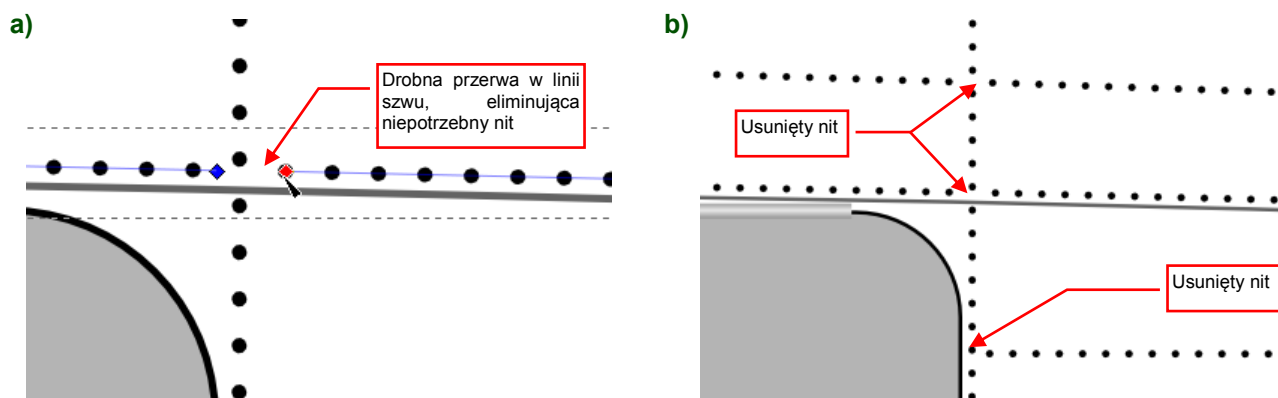 a)
Drobna przerwa w linii
szwu, eliminująca
niepotrzebny nit
b)
Usunięty nit
Usunięty nit